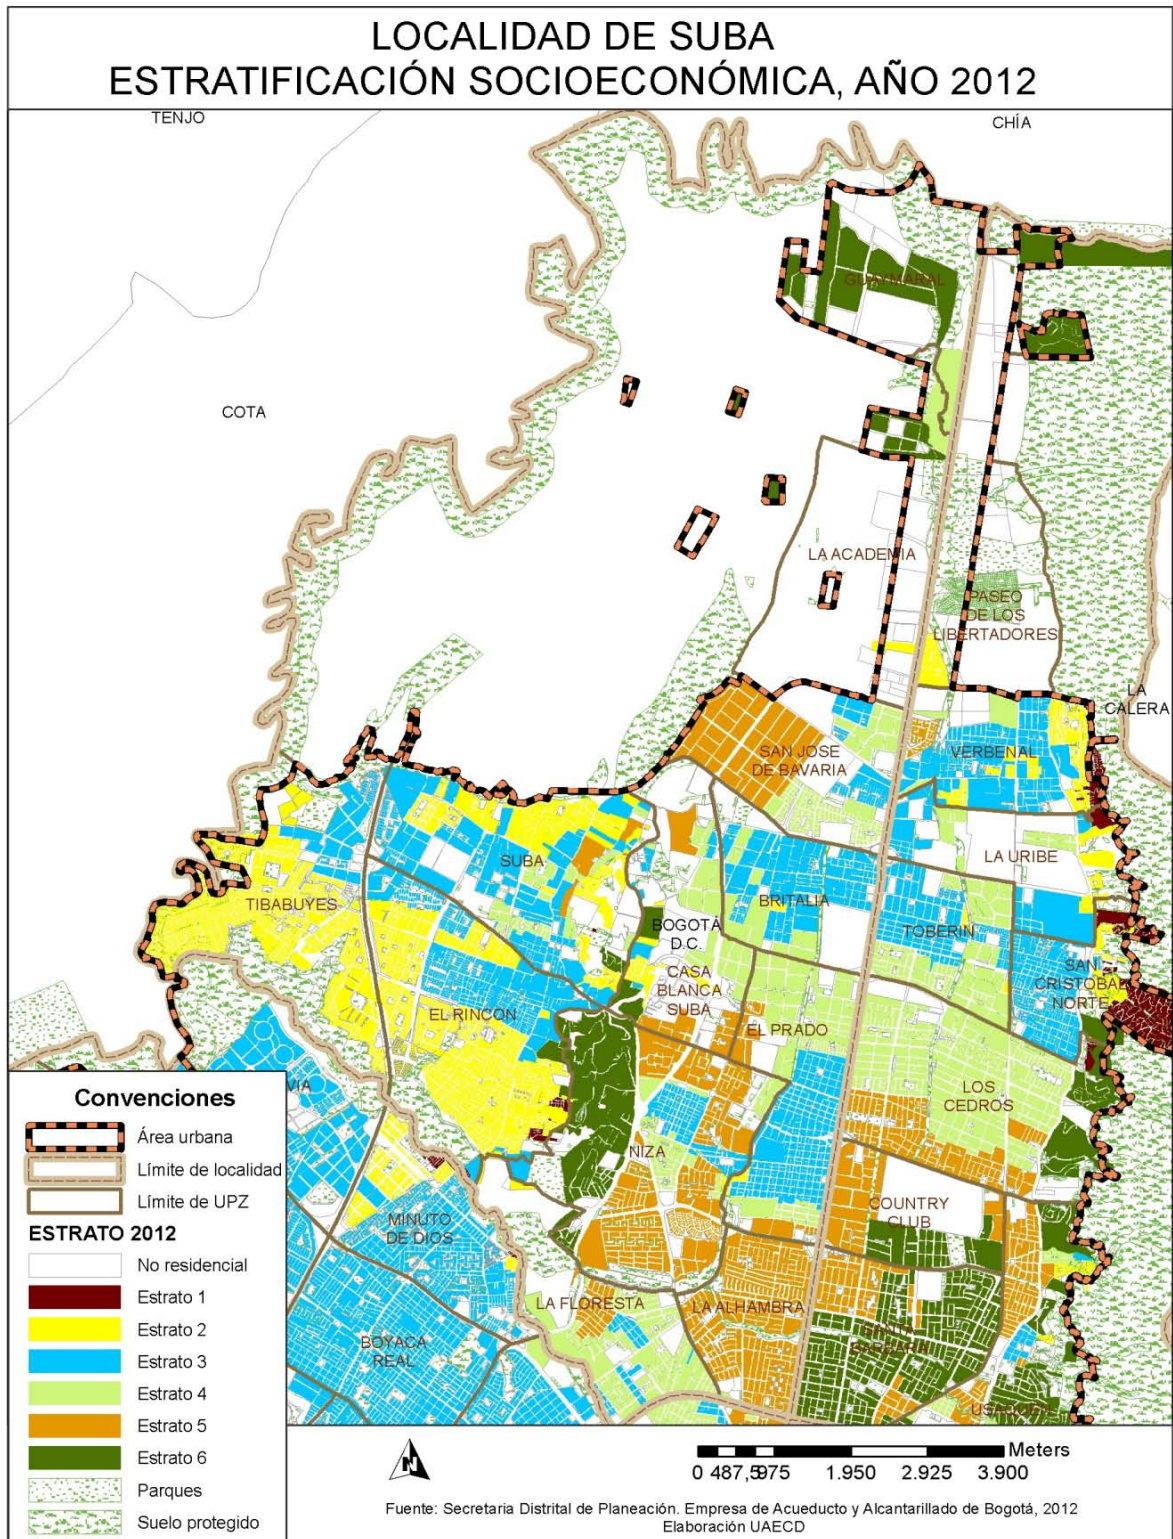 LOCALIDAD DE SUBA
ESTRATIFICACIÓN SOCIOECONÓMICA, AÑO 2012
TENJO
CHÍA
GUAYMARAL
COTA
LA ACADEMIA
PASEO
DE LOS
LIBERTADORES
LA
CALERA
SAN JOSE
DE BAVARIA
VERBENAL
SUBA
LA URIBE
TIBABUYES
BRITALIA
BOGOTÁ
D.C.
TOBERIN
CASA
BLANCA
SUBA
SAN
CRISTOBAL
NORTE
EL RINCON
EL PRADO
LOS
CEDROS
NIZA
COUNTRY
CLUB
MINUTO
DE DIOS
LA FLORESTA
LA ALHAMBRA
SANTA
BARBARA
BOYACA
REAL
USAQUEN
Convenciones
Área urbana
Límite de localidad
Límite de UPZ
ESTRATO 2012
No residencial
Estrato 1
Estrato 2
Estrato 3
Estrato 4
Estrato 5
Estrato 6
Parques
Suelo protegido
N
Meters
0 487,5 975 1.950 2.925 3.900
Fuente: Secretaria Distrital de Planeación. Empresa de Acueducto y Alcantarillado de Bogotá, 2012
Elaboración UAECD